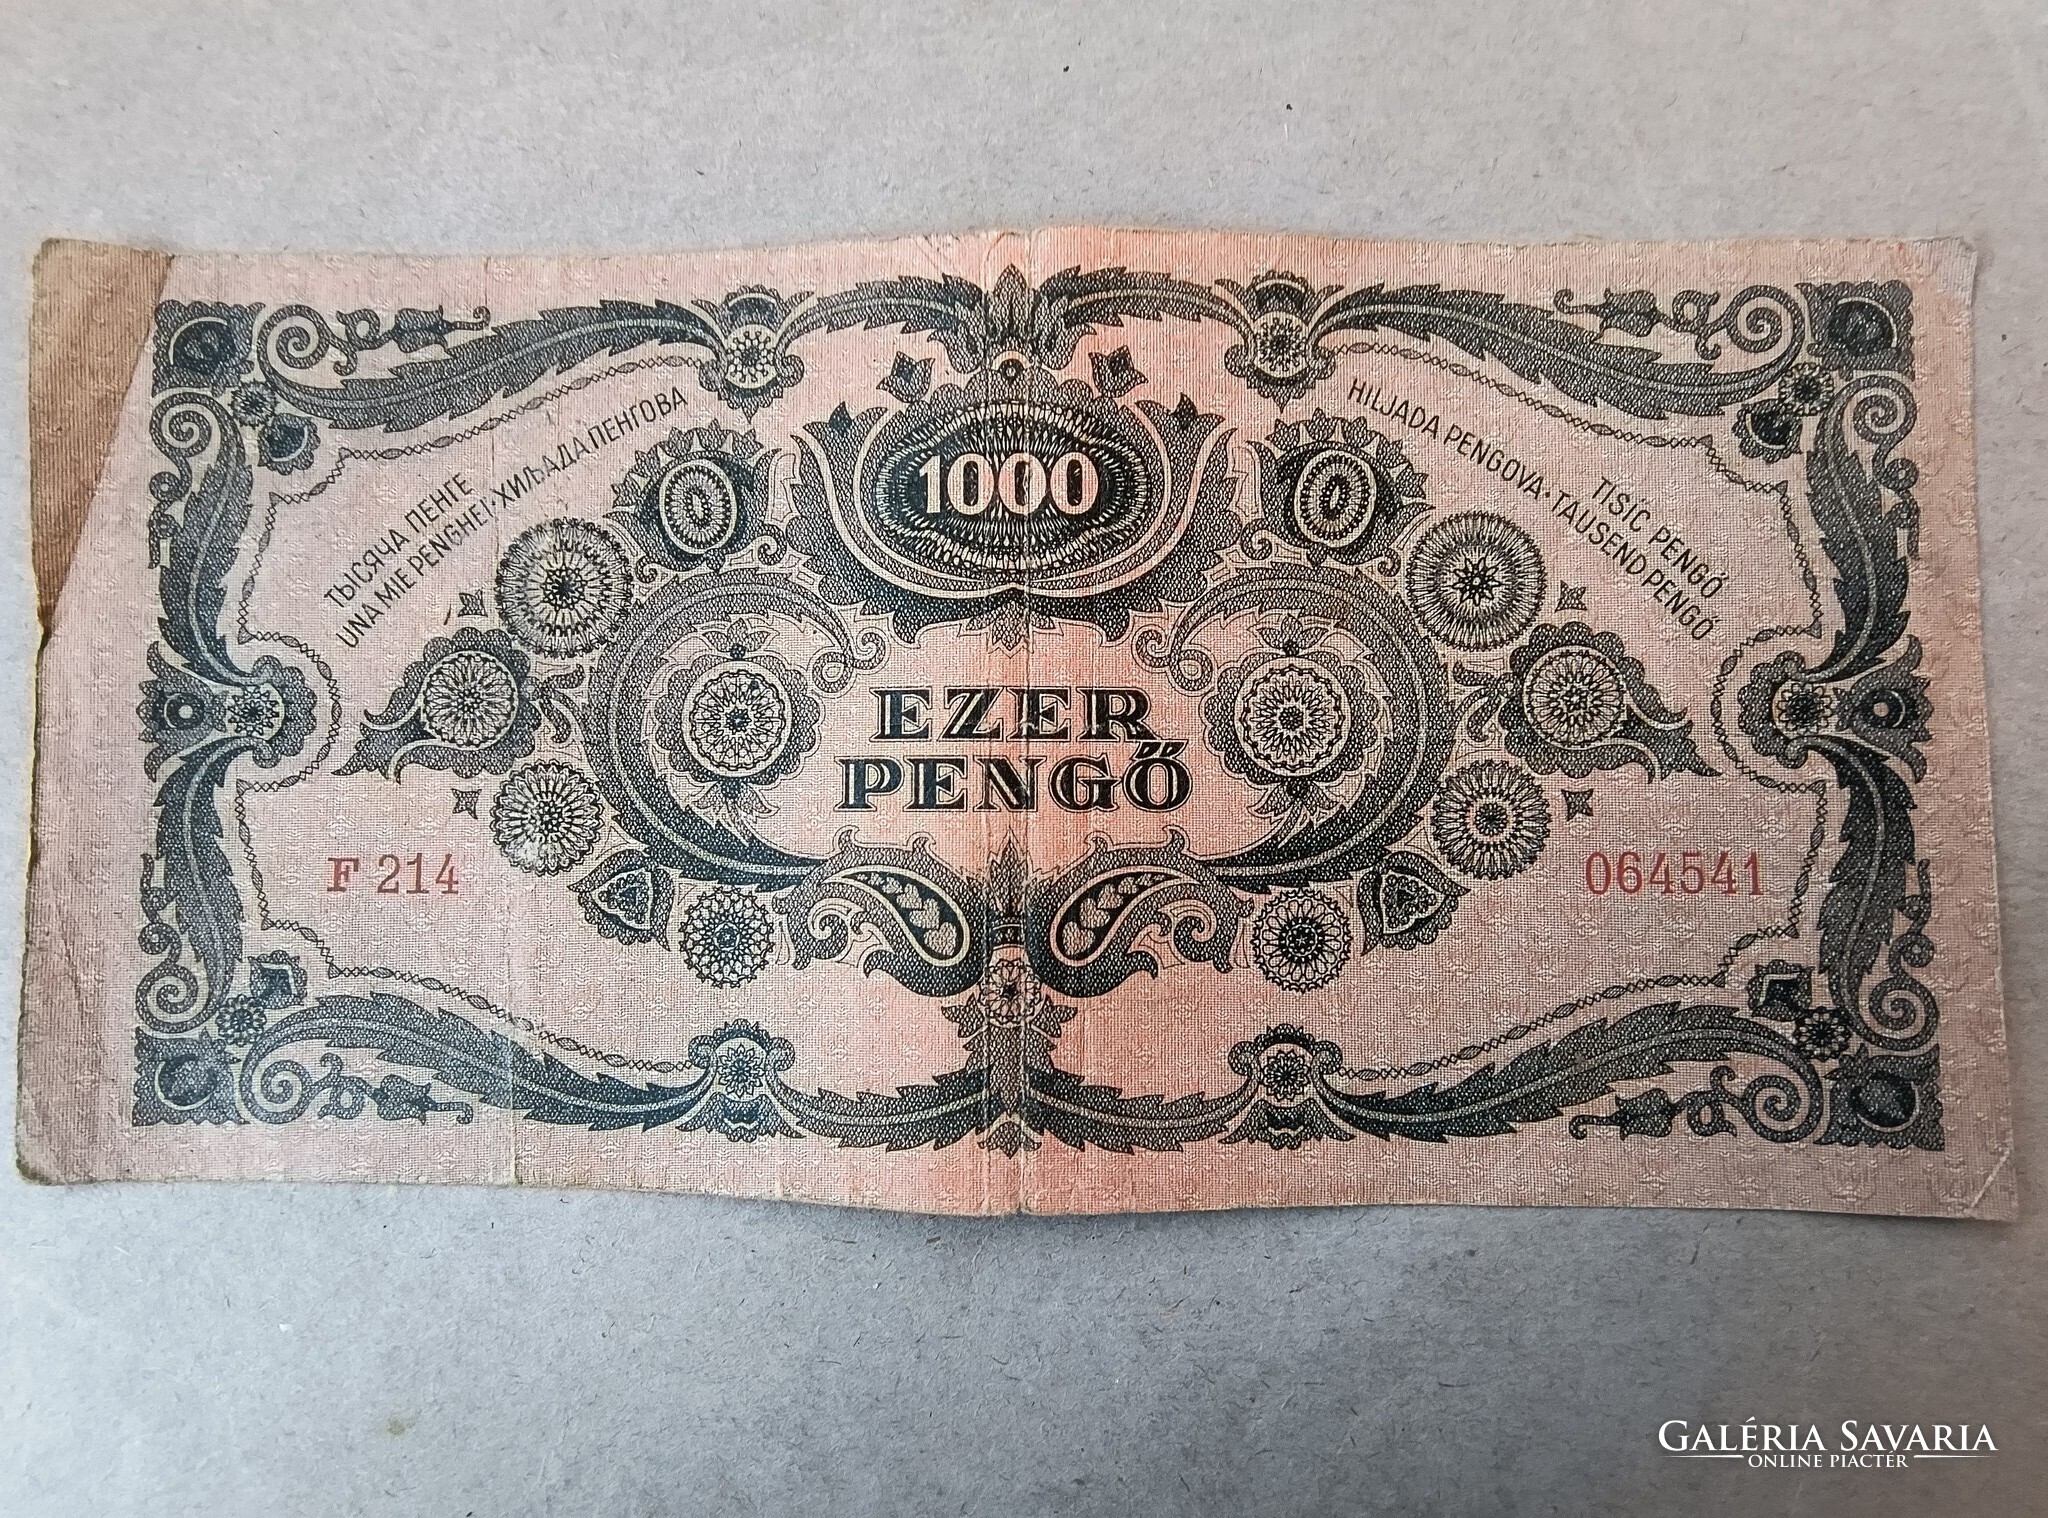 ТЫСЯЧА ПЕНГЕ
UNA MIE PENGHEI · ХИЉАДА ПЕНГОВА
1000
HILJADA PENGOVA · TAUSEND PENGŐ
TISÍC PENGŐ
EZER
PENGŐ
F 214
064541
GALÉRIA SAVARIA
ONLINE PIACTÉR